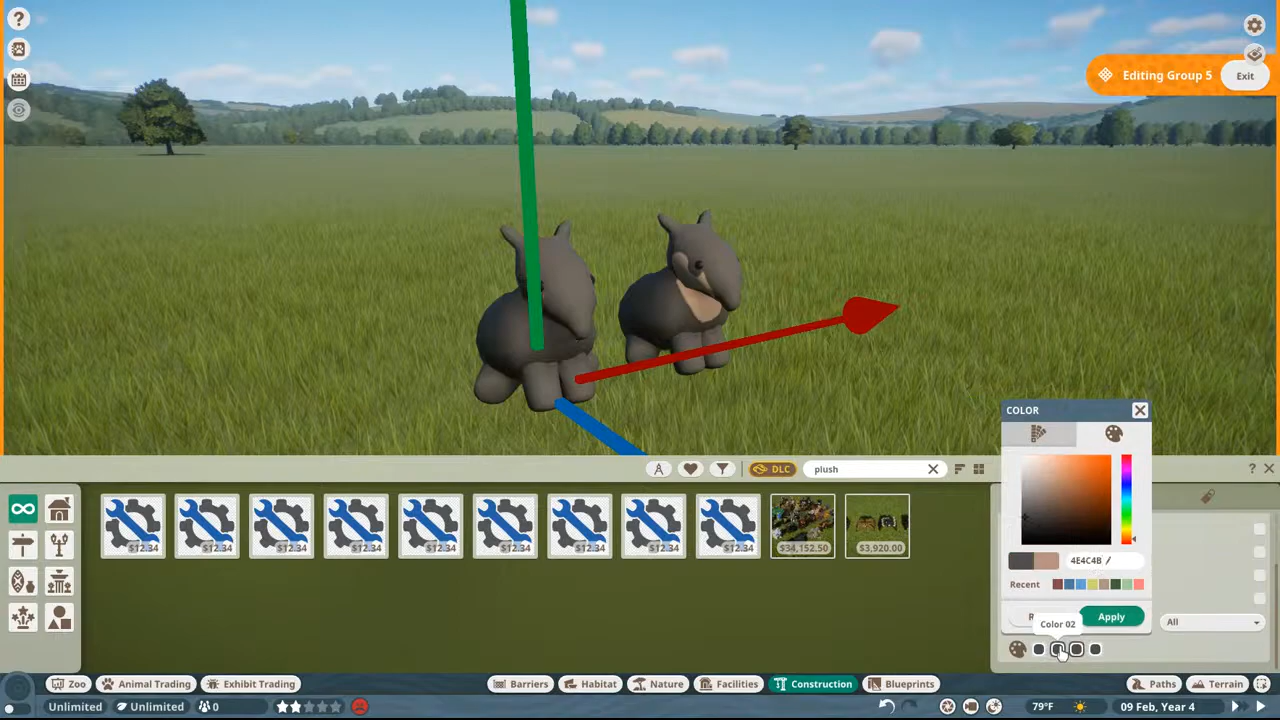 ?
Editing Group 5
Exit
COLOR
DLC
plush
?
$12.34
$12.34
$12.34
$12.34
$12.34
$12.34
$12.34
$12.34
$12.34
$34,152.50
$3,920.00
4E4C4B
Recent
R
Apply
Color 02
All
Zoo
Animal Trading
Exhibit Trading
Barriers
Habitat
Nature
Facilities
Construction
Blueprints
Paths
Terrain
Unlimited
Unlimited
0
79°F
09 Feb, Year 4